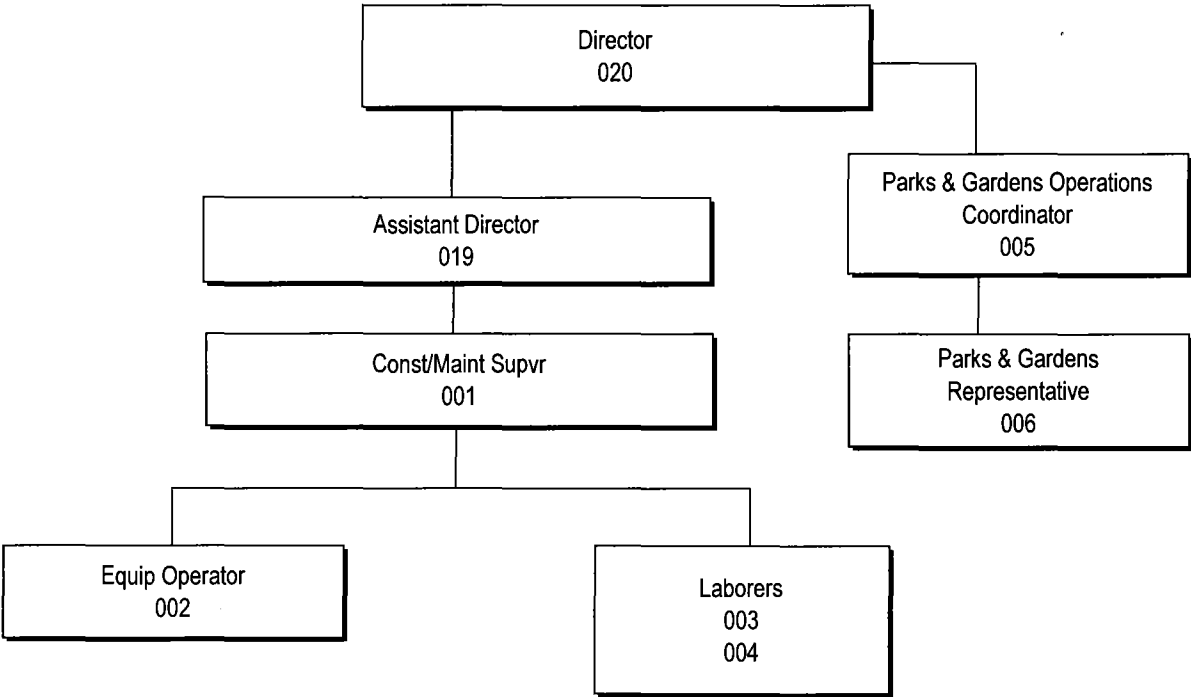 Director
020
Parks & Gardens Operations
Coordinator
005
Assistant Director
019
Const/Maint Supvr
001
Parks & Gardens
Representative
006
Equip Operator
002
Laborers
003
004